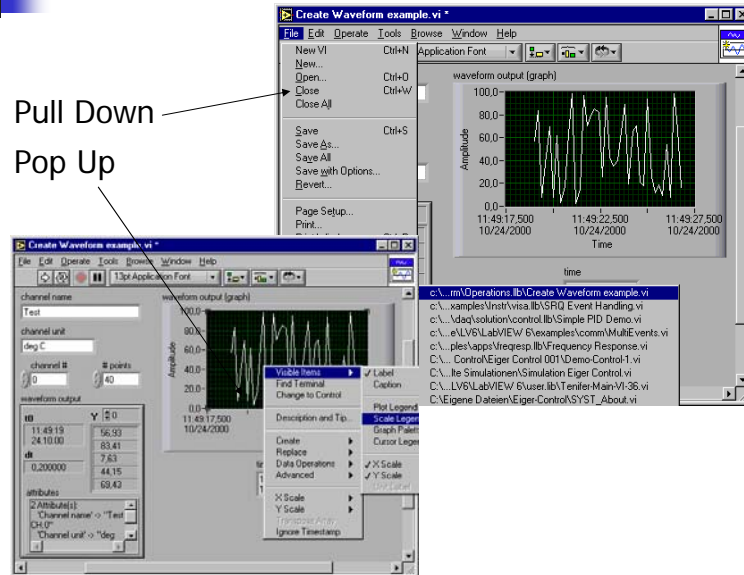 Pull Down
Pop Up
Create Waveform example.vi *
File Edit Operate Tools Browse Window Help
Application Font
New VI Ctrl+N
New...
Open... Ctrl+O
Close Ctrl+W
Close All
Save Ctrl+S
Save As...
Save All
Save with Options...
Revert...
Page Setup...
Print...
waveform output (graph)
Amplitude
100,0-
80,0-
60,0-
40,0-
20,0-
0,0-
11:49:17,500 11:49:22,500 11:49:27,500
10/24/2000 10/24/2000 10/24/2000
Time
time
c:\...rm\Operations.llb\Create Waveform example.vi
c:\...xamples\Instr\visa.llb\SRQ Event Handling.vi
c:\...\daq\solution\control.llb\Simple PID Demo.vi
c:\...e\LV6\LabVIEW 6\examples\comm\MultiEvents.vi
c:\...ples\apps\freqresp.llb\Frequency Response.vi
C:\... Control\Eiger Control 001\Demo-Control-1.vi
C:\...lte Simulationen\Simulation Eiger Control.vi
C:\...LV6\LabVIEW 6\user.lib\Tenifer-Main-VI-36.vi
C:\Eigene Dateien\Eiger-Control\SYST_About.vi
Create Waveform example.vi *
File Edit Operate Tools Browse Window Help
13pt Application Font
channel name
Test
channel unit
deg C
channel # # points
0 40
waveform output
t0 Y 0
11:49:19
24.10.00
dt
0,200000
56,93
83,41
7,63
44,15
69,43
attributes
2 Attribute(s):
'Channel name' -> "Test
CH:0"
'Channel unit' -> "deg
waveform output (graph)
Amplitude
100,0-
80,0-
60,0-
40,0-
20,0-
0,0-
11:49:17,500
10/24/2000
Visible Items
Find Terminal
Change to Control
Description and Tip...
Create
Replace
Data Operations
Advanced
X Scale
Y Scale
Transpose Array
Ignore Timestamp
Label
Caption
Plot Legend
Scale Legen
Graph Palet
Cursor Lege
X Scale
Y Scale
Unit Label